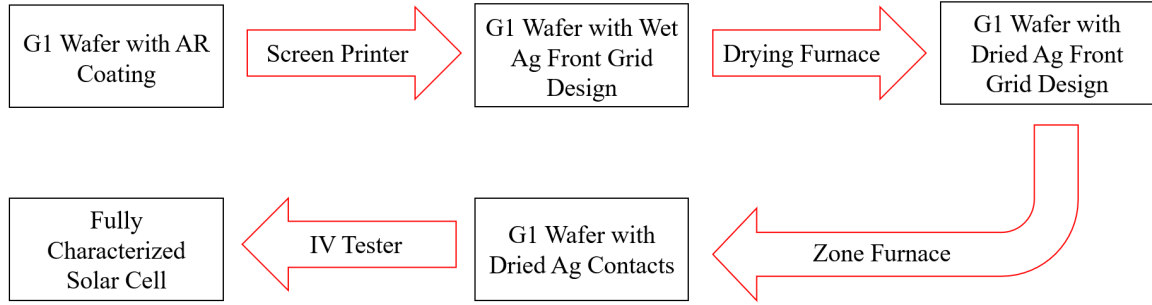 G1 Wafer with AR
Coating
Screen Printer
G1 Wafer with Wet
Ag Front Grid
Design
Drying Furnace
G1 Wafer with
Dried Ag Front
Grid Design
Zone Furnace
G1 Wafer with
Dried Ag Contacts
IV Tester
Fully
Characterized
Solar Cell